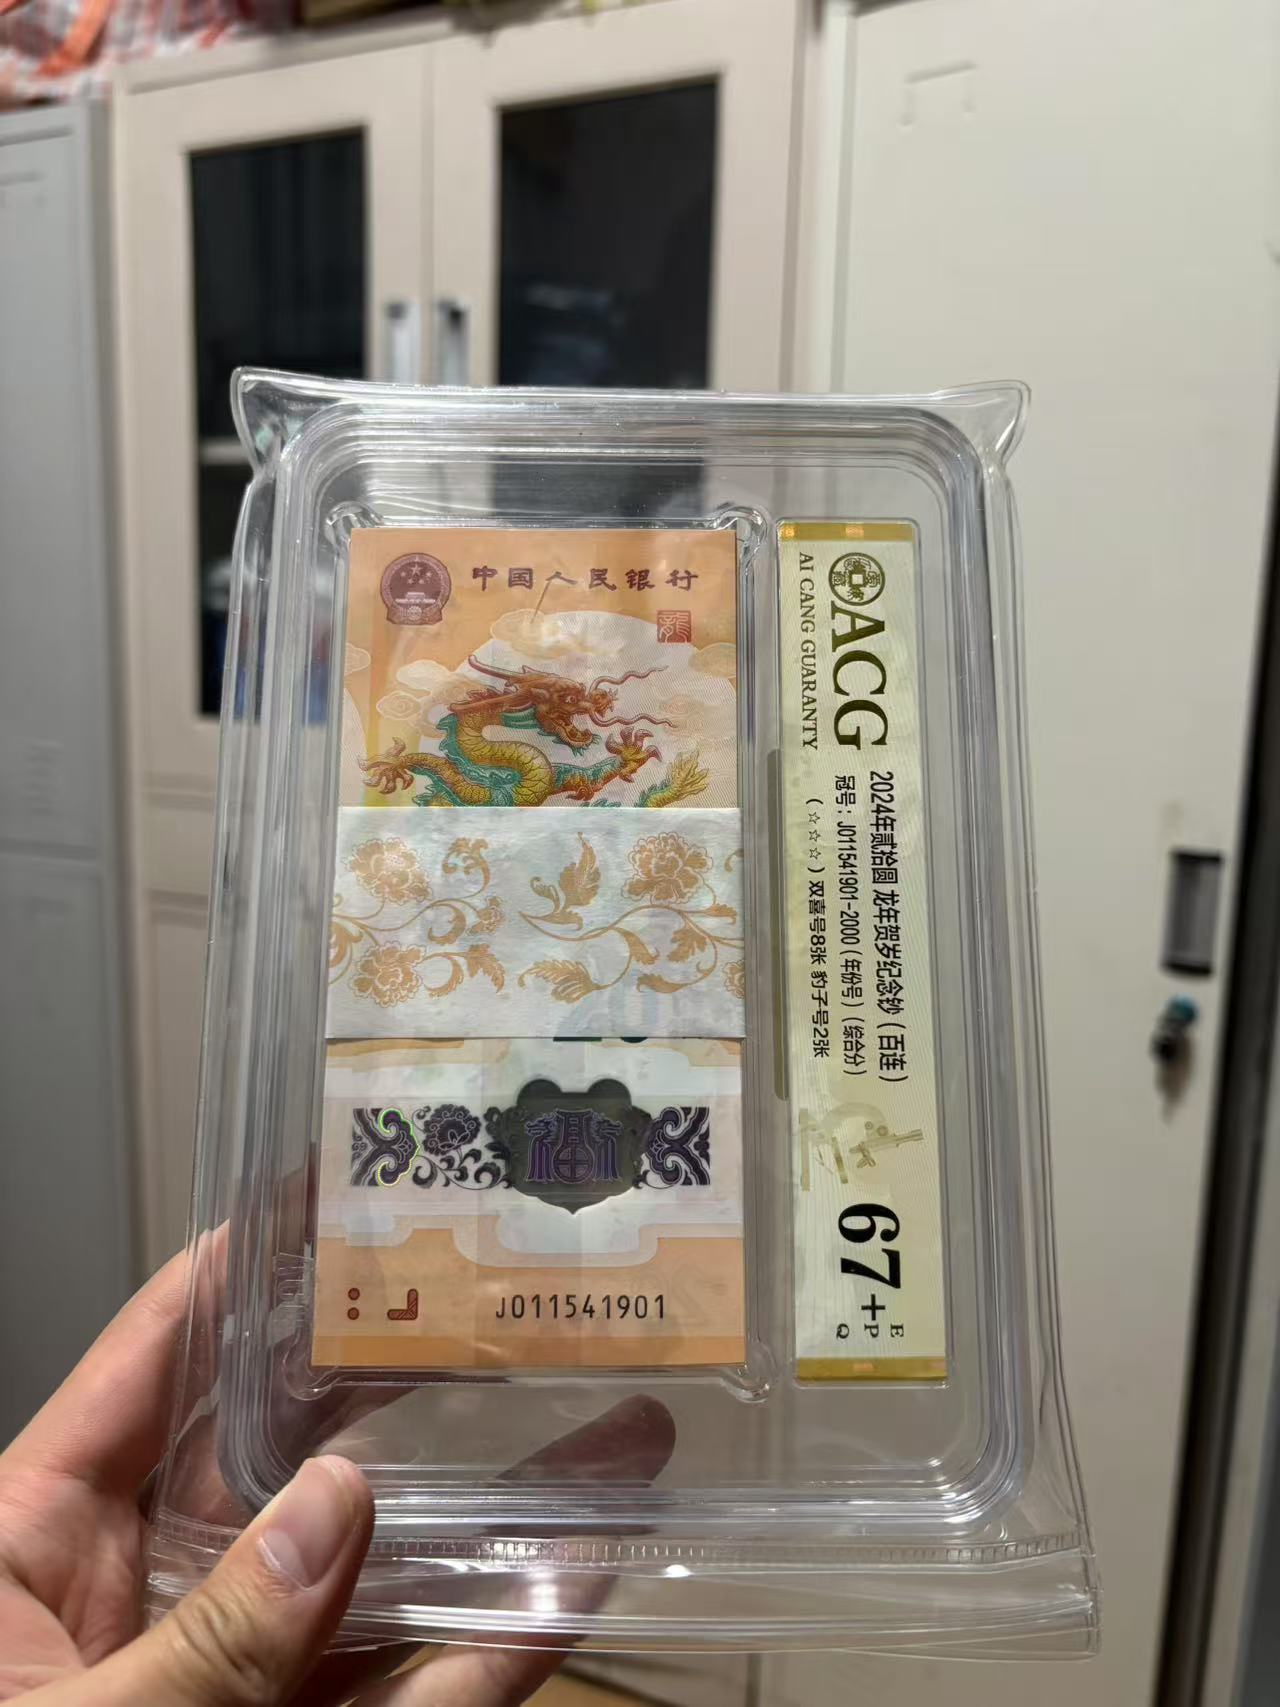 中国人民银行
龍
J011541901
ACG
AI CANG GUARANTY
2024年贰拾圆 龙年贺岁纪念钞（百连）
冠号：J011541901-2000（年份号）（综合分）
（☆☆☆）双喜号8张 豹子号2张
67+
E
P
Q